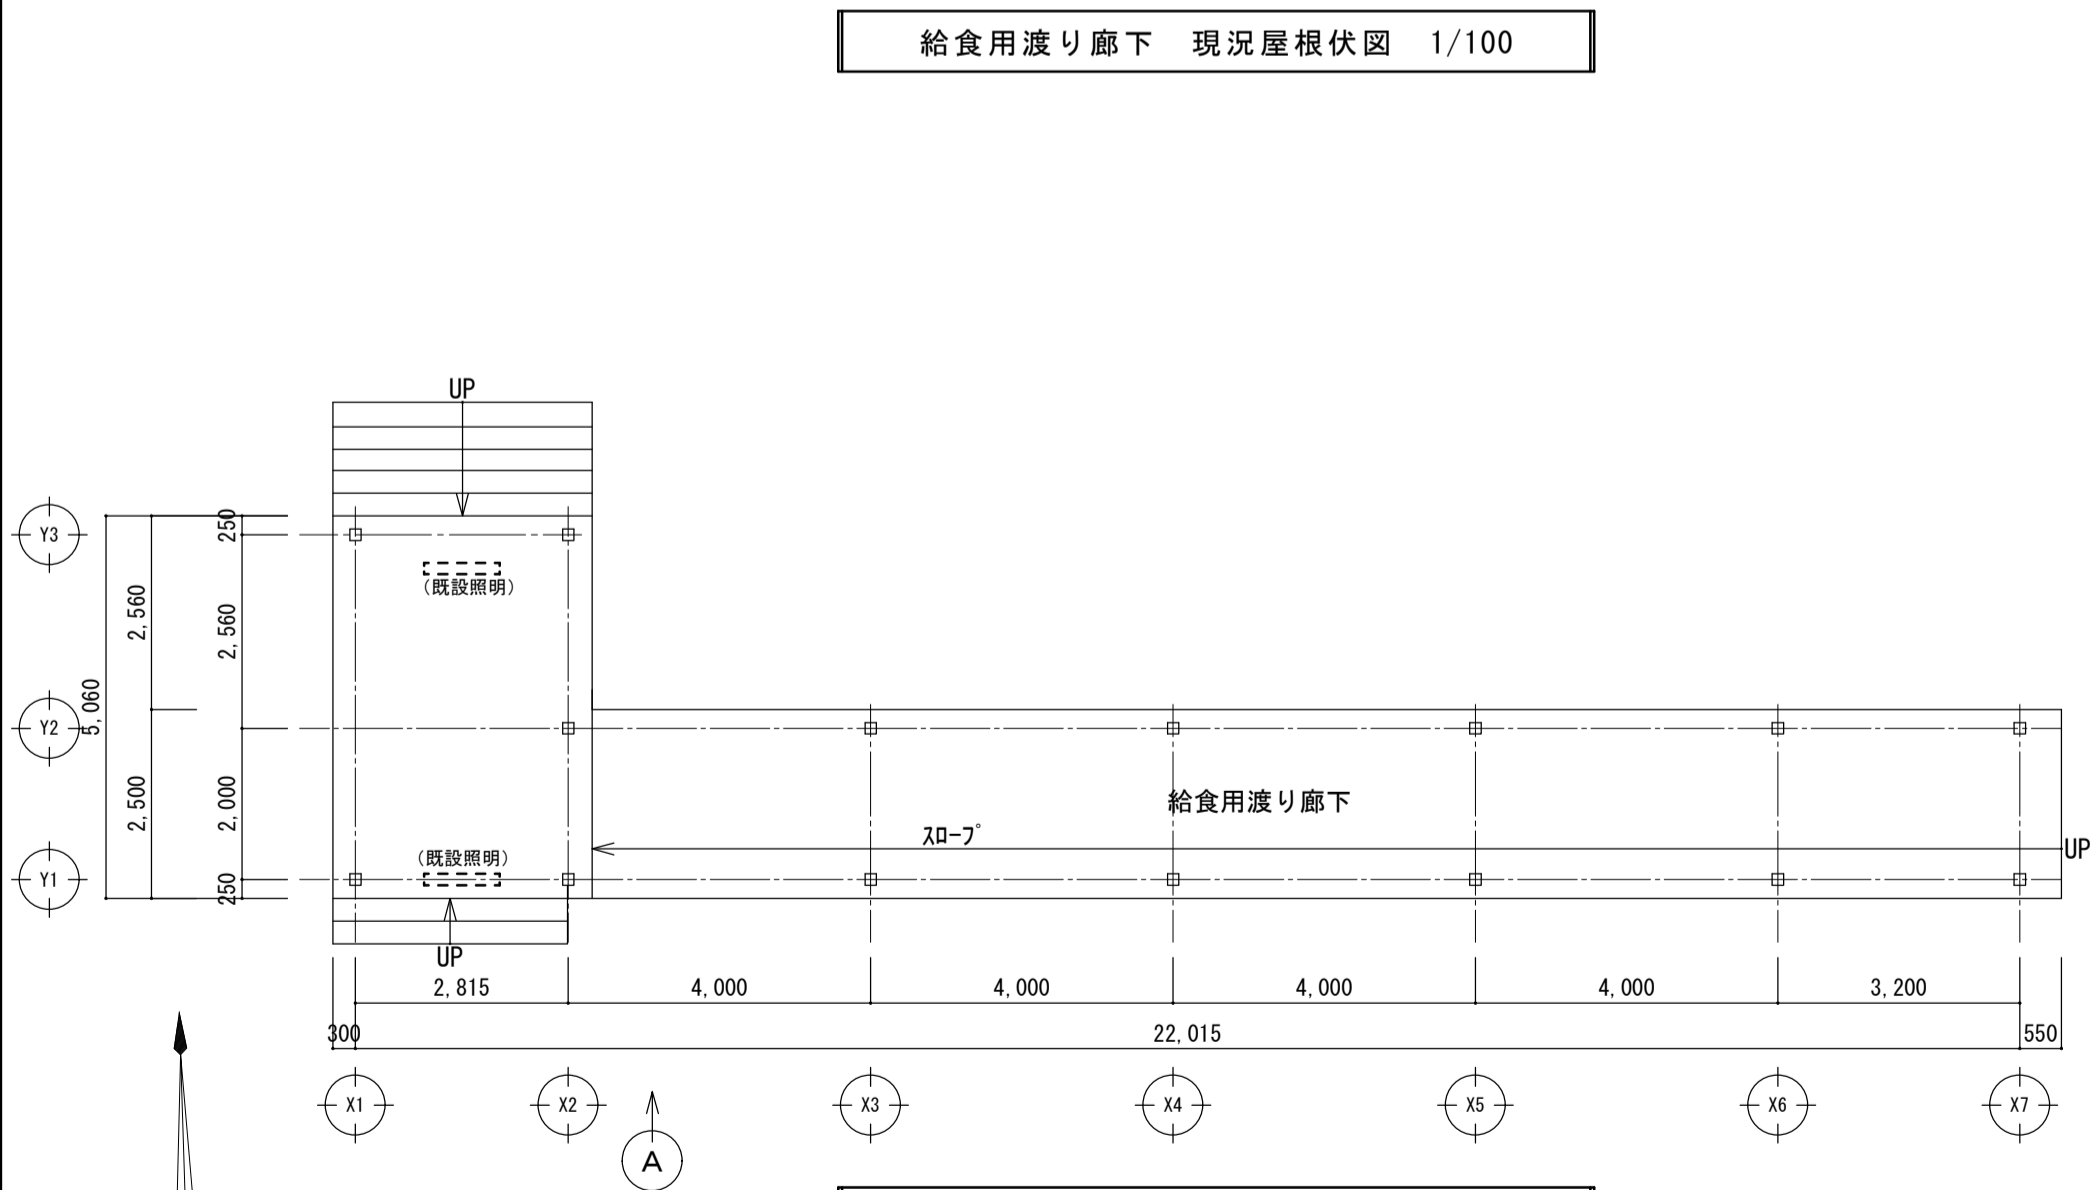 給食用渡り廊下　現況屋根伏図　1/100
UP
Y3
250
(既設照明)
2,560
2,560
5,060
Y2
給食用渡り廊下
2,500
2,000
スロープ
UP
(既設照明)
Y1
250
UP
2,815
4,000
4,000
4,000
4,000
3,200
300
22,015
550
X1
X2
X3
X4
X5
X6
X7
A